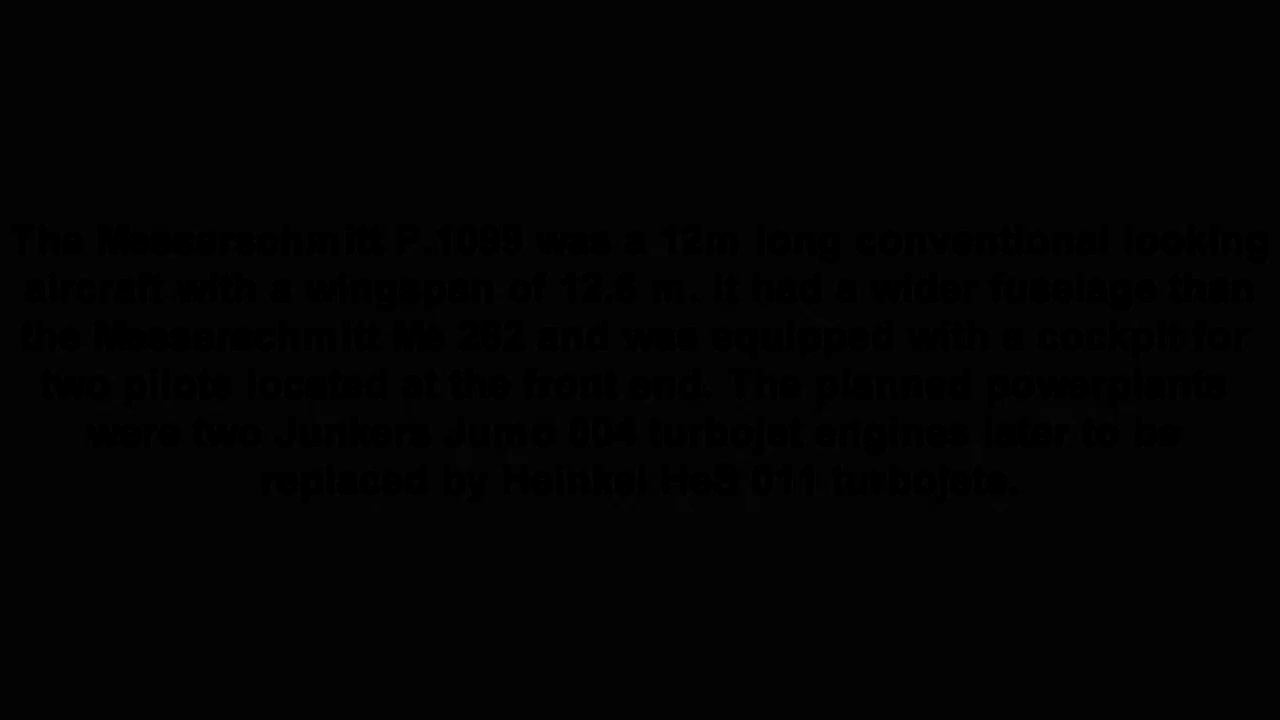 The Messerschmitt P.1099 was a 12m long conventional looking
aircraft with a wingspan of 12.6 m. It had a wider fuselage than
the Messerschmitt Me 262 and was equipped with a cockpit for
two pilots located at the front end. The planned powerplants
were two Junkers Jumo 004 turbojet engines later to be
replaced by Heinkel HeS 011 turbojets.